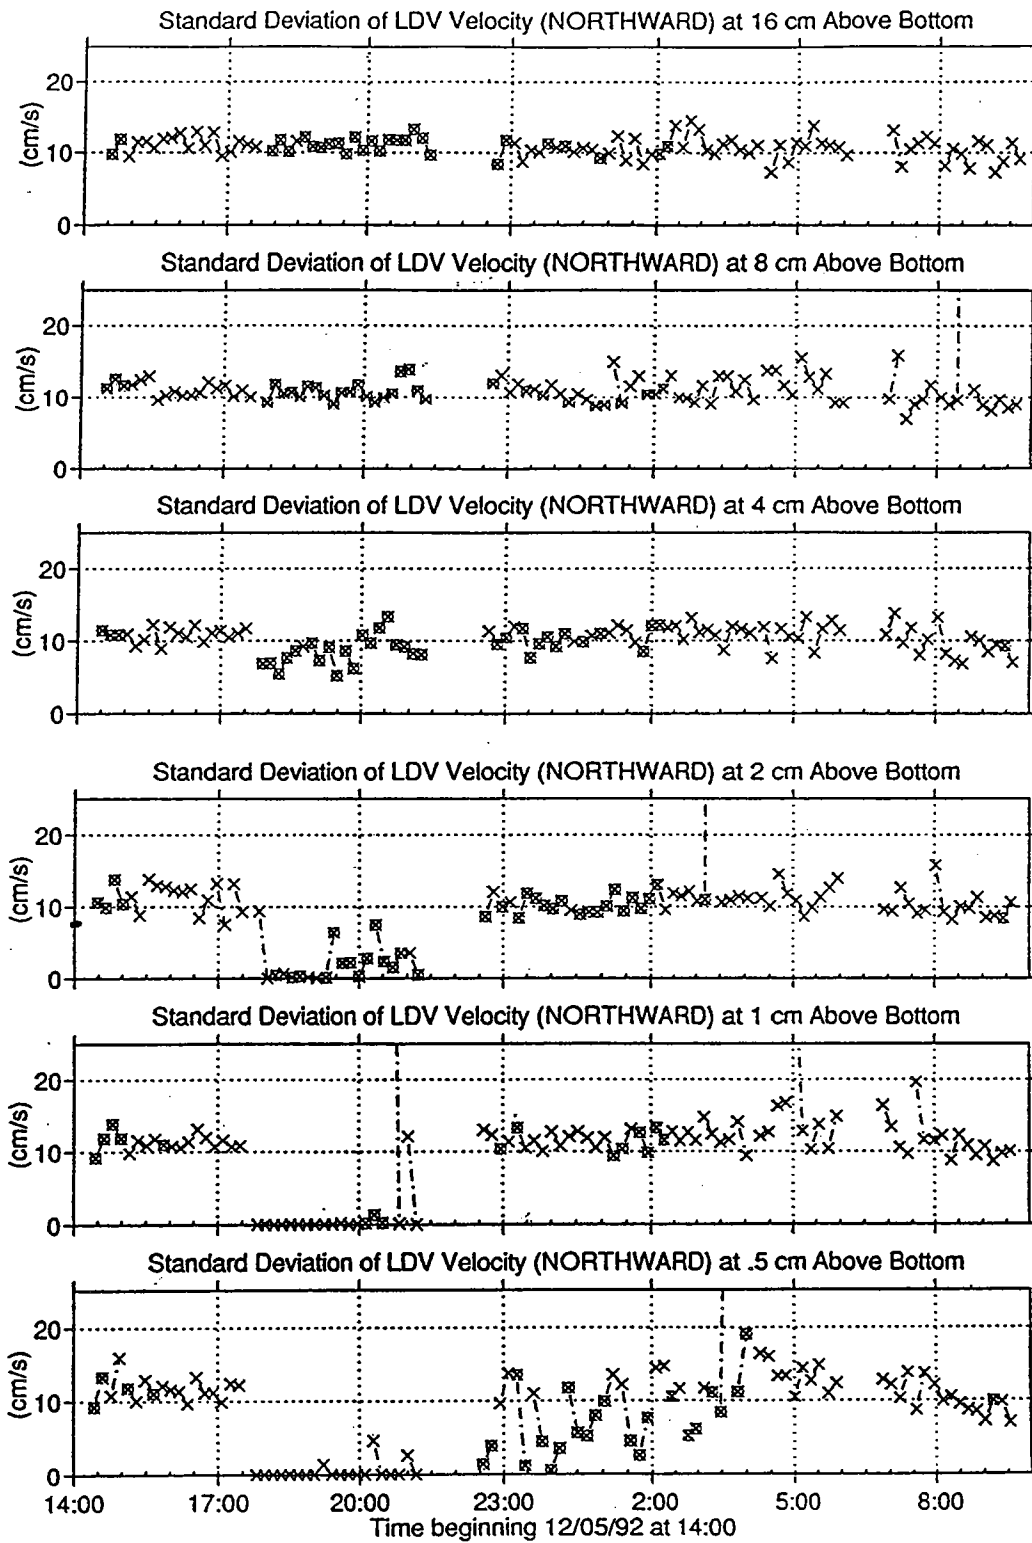 Standard Deviation of LDV Velocity (NORTHWARD) at 16 cm Above Bottom
20
10
0
(cm/s)
Standard Deviation of LDV Velocity (NORTHWARD) at 8 cm Above Bottom
20
10
0
(cm/s)
Standard Deviation of LDV Velocity (NORTHWARD) at 4 cm Above Bottom
20
10
0
(cm/s)
Standard Deviation of LDV Velocity (NORTHWARD) at 2 cm Above Bottom
20
10
0
(cm/s)
Standard Deviation of LDV Velocity (NORTHWARD) at 1 cm Above Bottom
20
10
0
(cm/s)
Standard Deviation of LDV Velocity (NORTHWARD) at .5 cm Above Bottom
20
10
0
(cm/s)
14:00 17:00 20:00 23:00 2:00 5:00 8:00
Time beginning 12/05/92 at 14:00